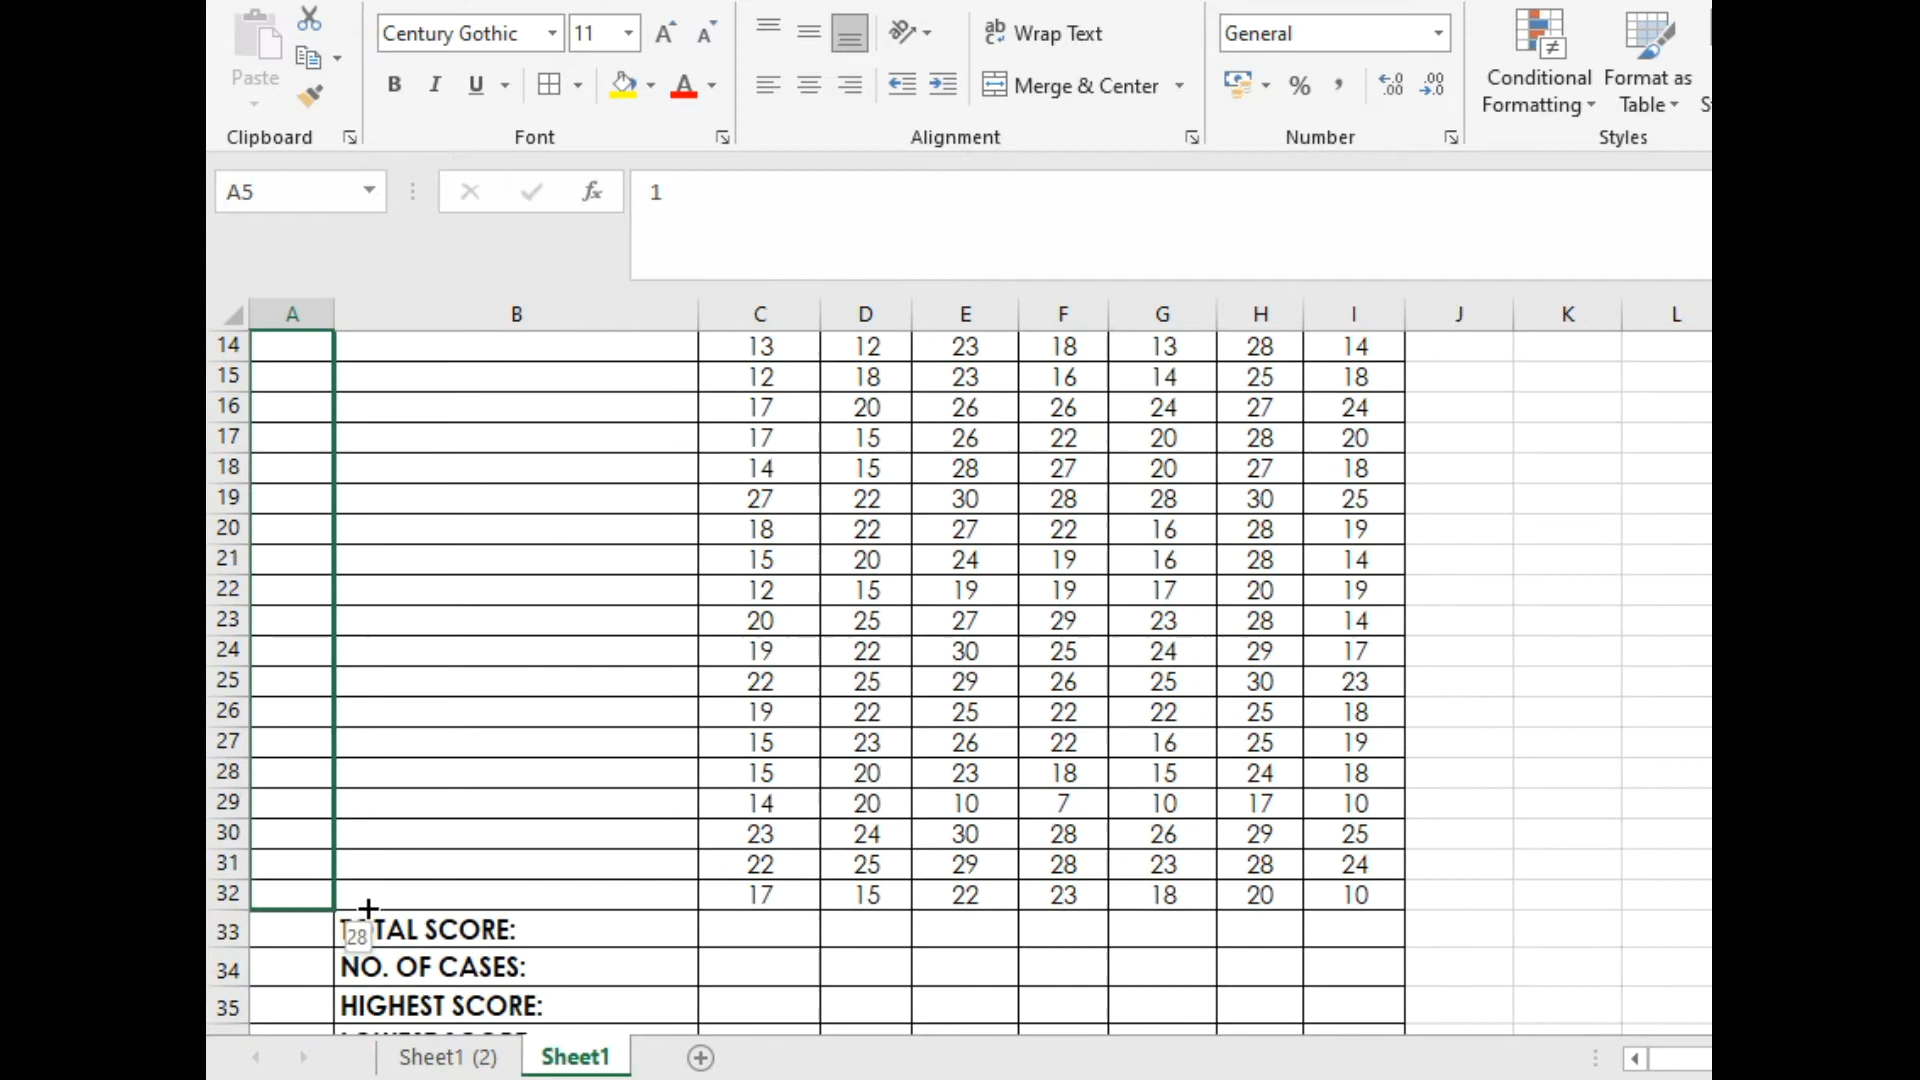 Century Gothic 11 A A ab Wrap Text General
Paste B I U A Merge & Center % , Conditional Formatting Format as Table
Clipboard Font Alignment Number Styles
A5 fx 1
A B C D E F G H I J K L
14 13 12 23 18 13 28 14
15 12 18 23 16 14 25 18
16 17 20 26 26 24 27 24
17 17 15 26 22 20 28 20
18 14 15 28 27 20 27 18
19 27 22 30 28 28 30 25
20 18 22 27 22 16 28 19
21 15 20 24 19 16 28 14
22 12 15 19 19 17 20 19
23 20 25 27 29 23 28 14
24 19 22 30 25 24 29 17
25 22 25 29 26 25 30 23
26 19 22 25 22 22 25 18
27 15 23 26 22 16 25 19
28 15 20 23 18 15 24 18
29 14 20 10 7 10 17 10
30 23 24 30 28 26 29 25
31 22 25 29 28 23 28 24
32 17 15 22 23 18 20 10
33 TOTAL SCORE:
28
34 NO. OF CASES:
35 HIGHEST SCORE:
Sheet1 (2) Sheet1